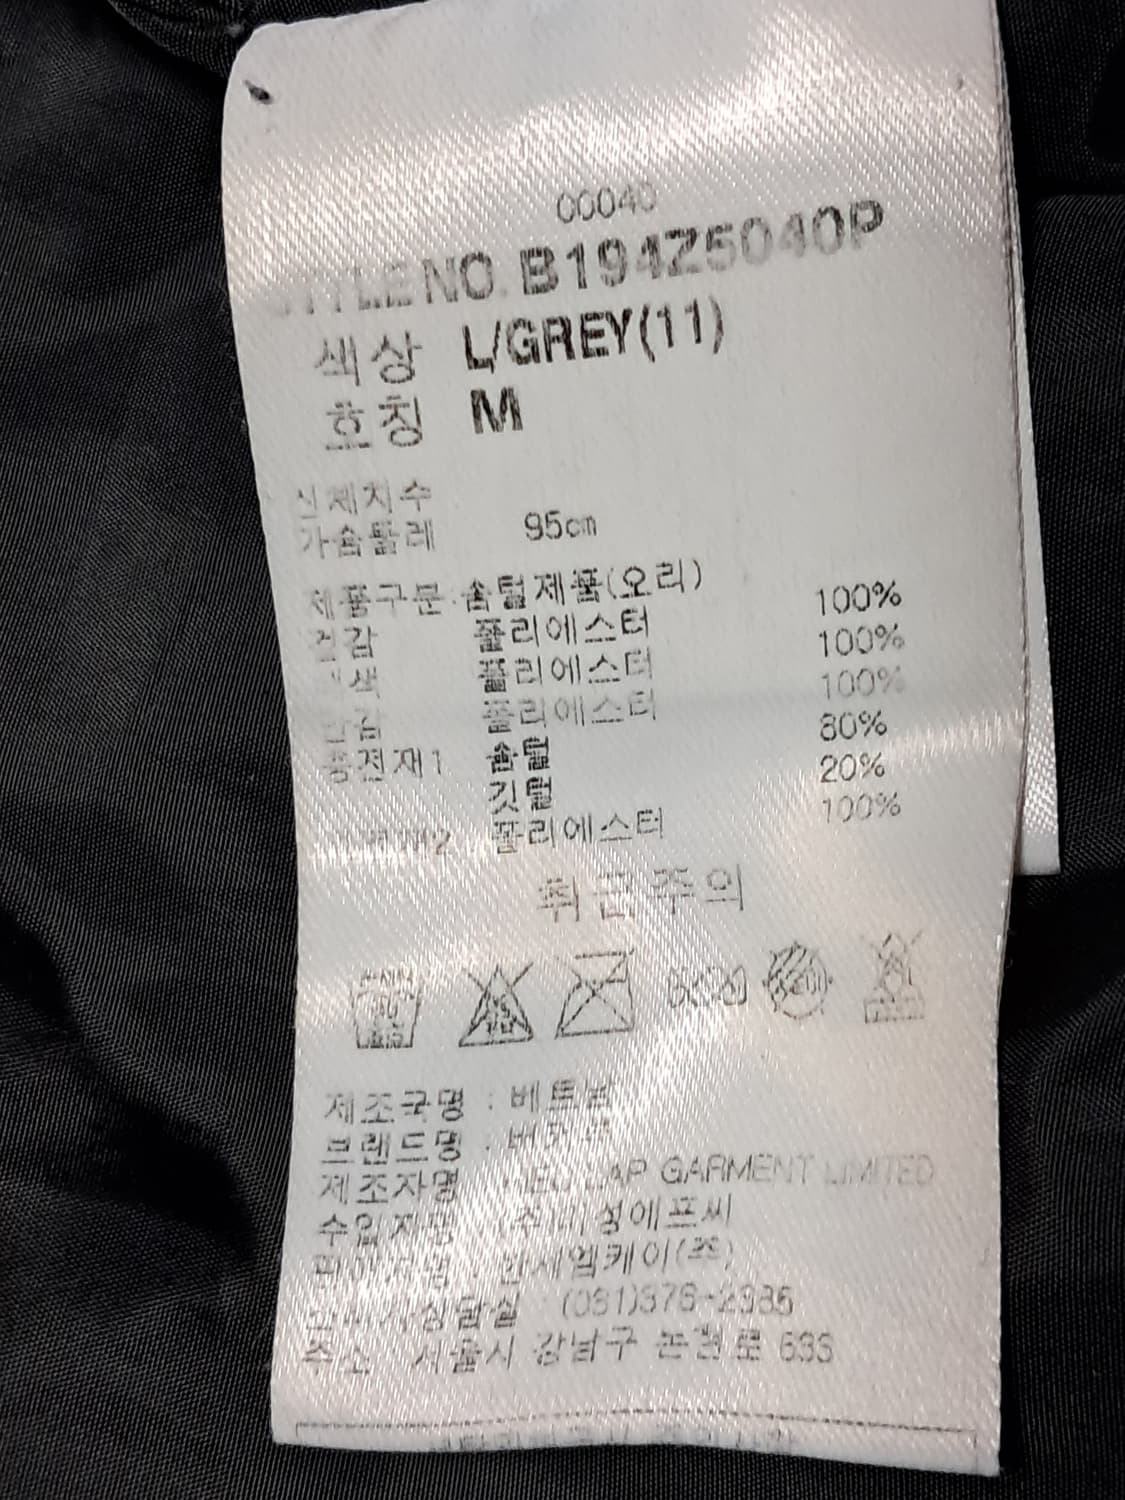 00040
STYLE NO. B194Z5040P
색상 L/GREY(11)
호칭 M
신체치수
가슴둘레 95cm
제품구분: 솜털제품(오리)
겉감 폴리에스터 100%
배색 폴리에스터 100%
안감 폴리에스터 100%
충전재1 솜털 80%
깃털 20%
충전재2 폴리에스터 100%
취급주의
제조국명 : 베트남
브랜드명 :
제조자명 : GARMENT LIMITED
수입자명 :
판매자명 : 한세엠케이(주)
소비자상담실 :
주소 서울시 강남구 논현로 633